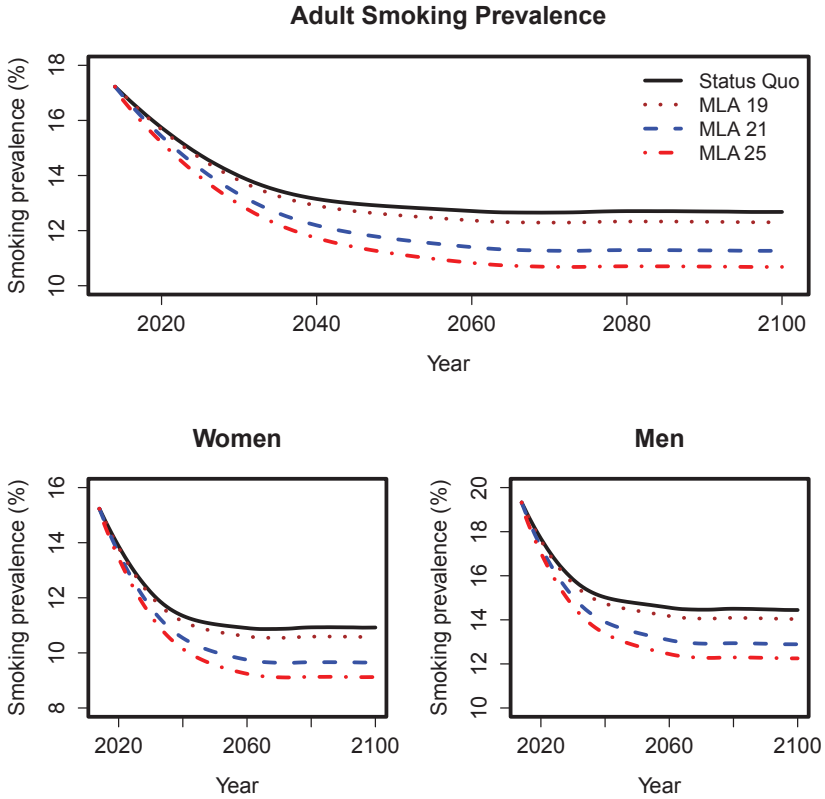 Adult Smoking Prevalence
Smoking prevalence (%)
18
16
14
12
10
Status Quo
MLA 19
MLA 21
MLA 25
2020 2040 2060 2080 2100
Year
Women
Smoking prevalence (%)
16
14
12
10
8
2020 2060 2100
Year
Men
Smoking prevalence (%)
20
18
16
14
12
10
2020 2060 2100
Year